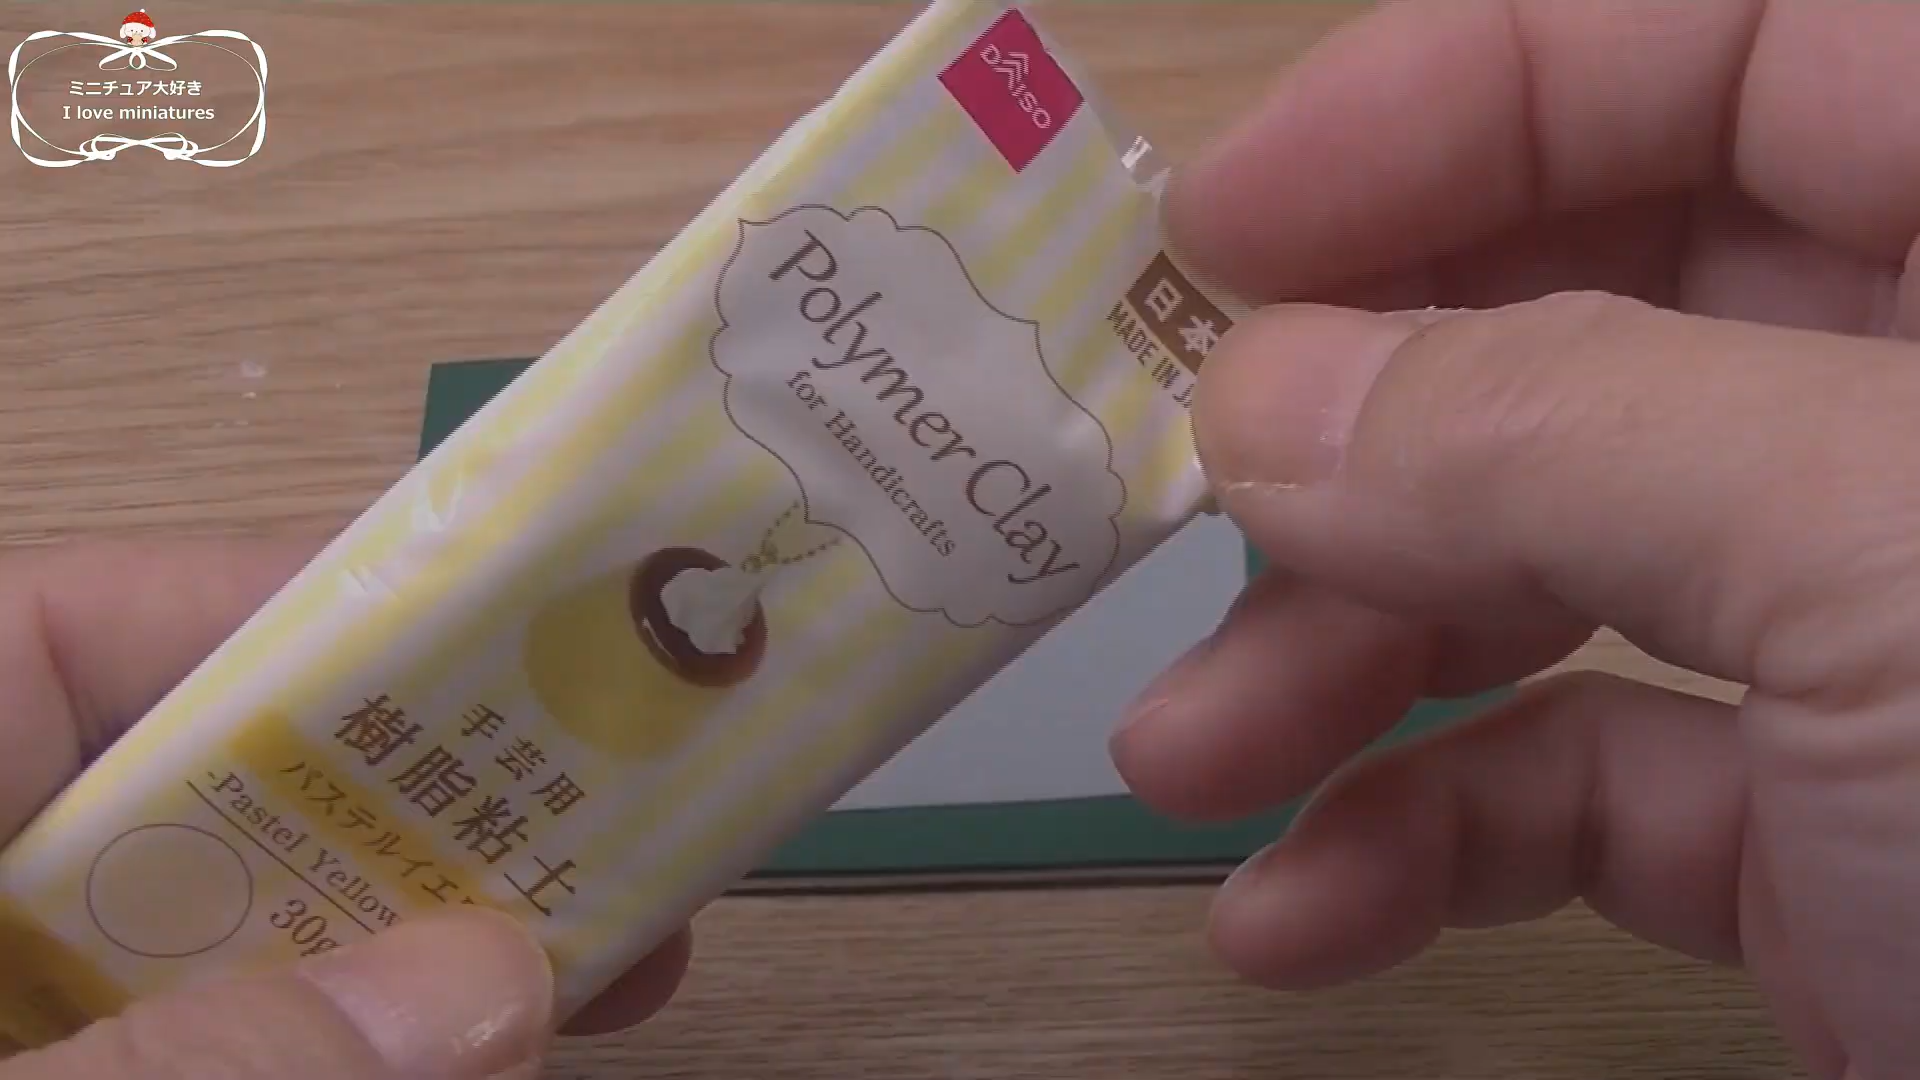 ミニチュア大好き
I love miniatures
DAISO
日本
MADE IN
Polymer Clay
for Handicrafts
手芸用
樹脂粘土
パステルイエ
-Pastel Yellow
30g